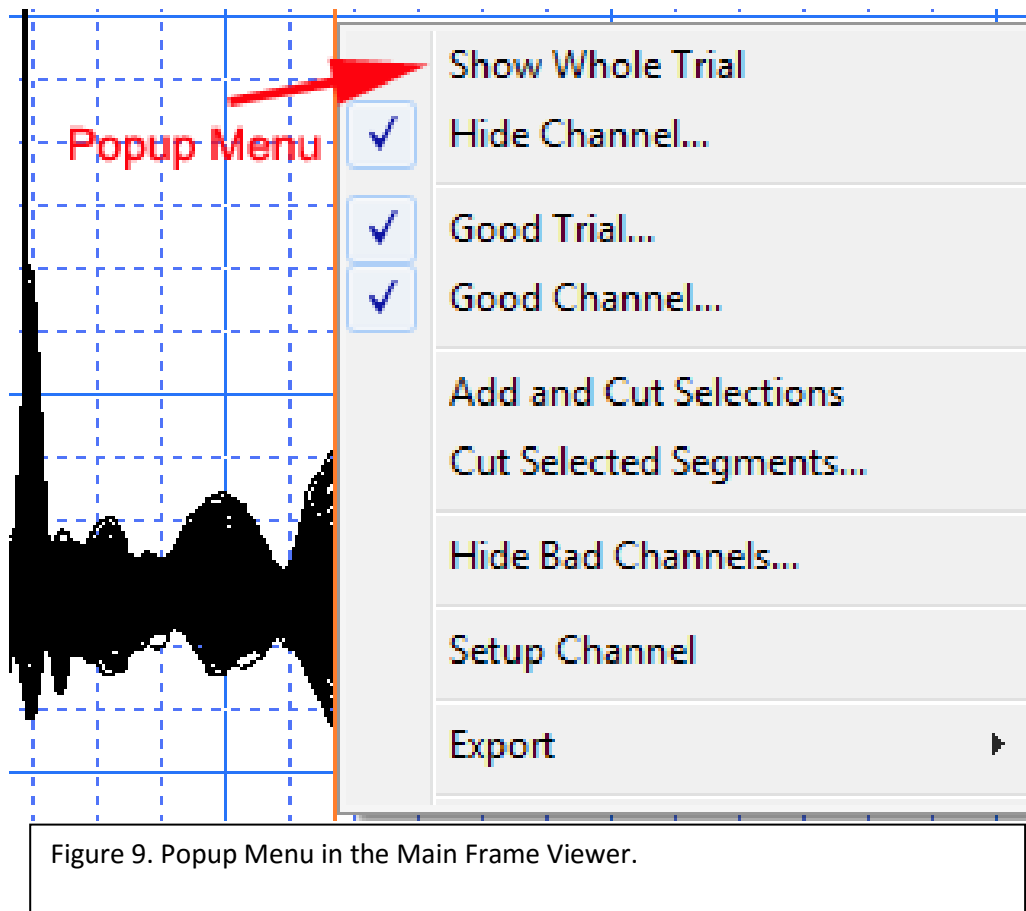 Show Whole Trial
Popup Menu
Hide Channel...
Good Trial...
Good Channel...
Add and Cut Selections
Cut Selected Segments...
Hide Bad Channels...
Setup Channel
Export
Figure 9. Popup Menu in the Main Frame Viewer.